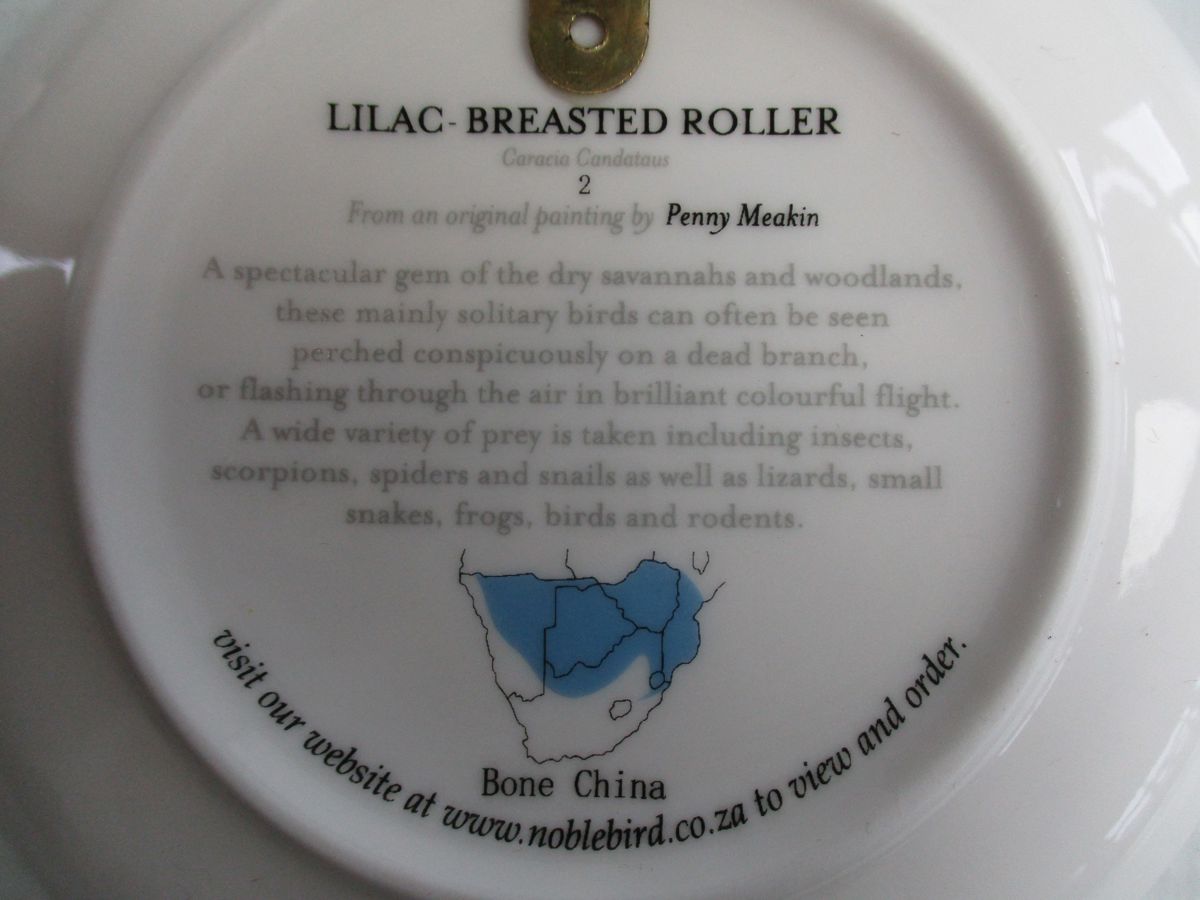 LILAC-BREASTED ROLLER
Caracia Candataus
2
From an original painting by Penny Meakin
A spectacular gem of the dry savannahs and woodlands,
these mainly solitary birds can often be seen
perched conspicuously on a dead branch,
or flashing through the air in brilliant colourful flight.
A wide variety of prey is taken including insects,
scorpions, spiders and snails as well as lizards, small
snakes, frogs, birds and rodents.
Bone China
visit our website at www.noblebird.co.za to view and order.